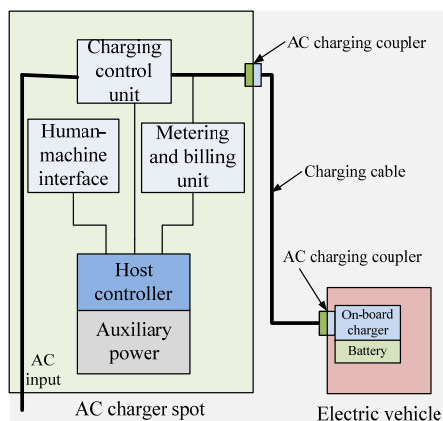 Charging
control
unit
AC charging coupler
Human-
machine
interface
Metering
and billing
unit
Charging cable
AC charging coupler
Host
controller
On-board
charger
Auxiliary
power
Battery
AC
input
AC charger spot
Electric vehicle